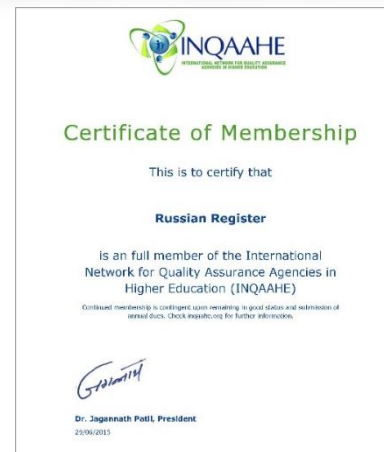 INQAAHE
INTERNATIONAL NETWORK FOR QUALITY ASSURANCE
AGENCIES IN HIGHER EDUCATION
Certificate of Membership
This is to certify that
Russian Register
is an full member of the International
Network for Quality Assurance Agencies in
Higher Education (INQAAHE)
Continued membership is contingent upon remaining in good status and submission of
annual dues. Check inqaahe.org for further information.
Dr. Jagannath Patil, President
29/06/2015